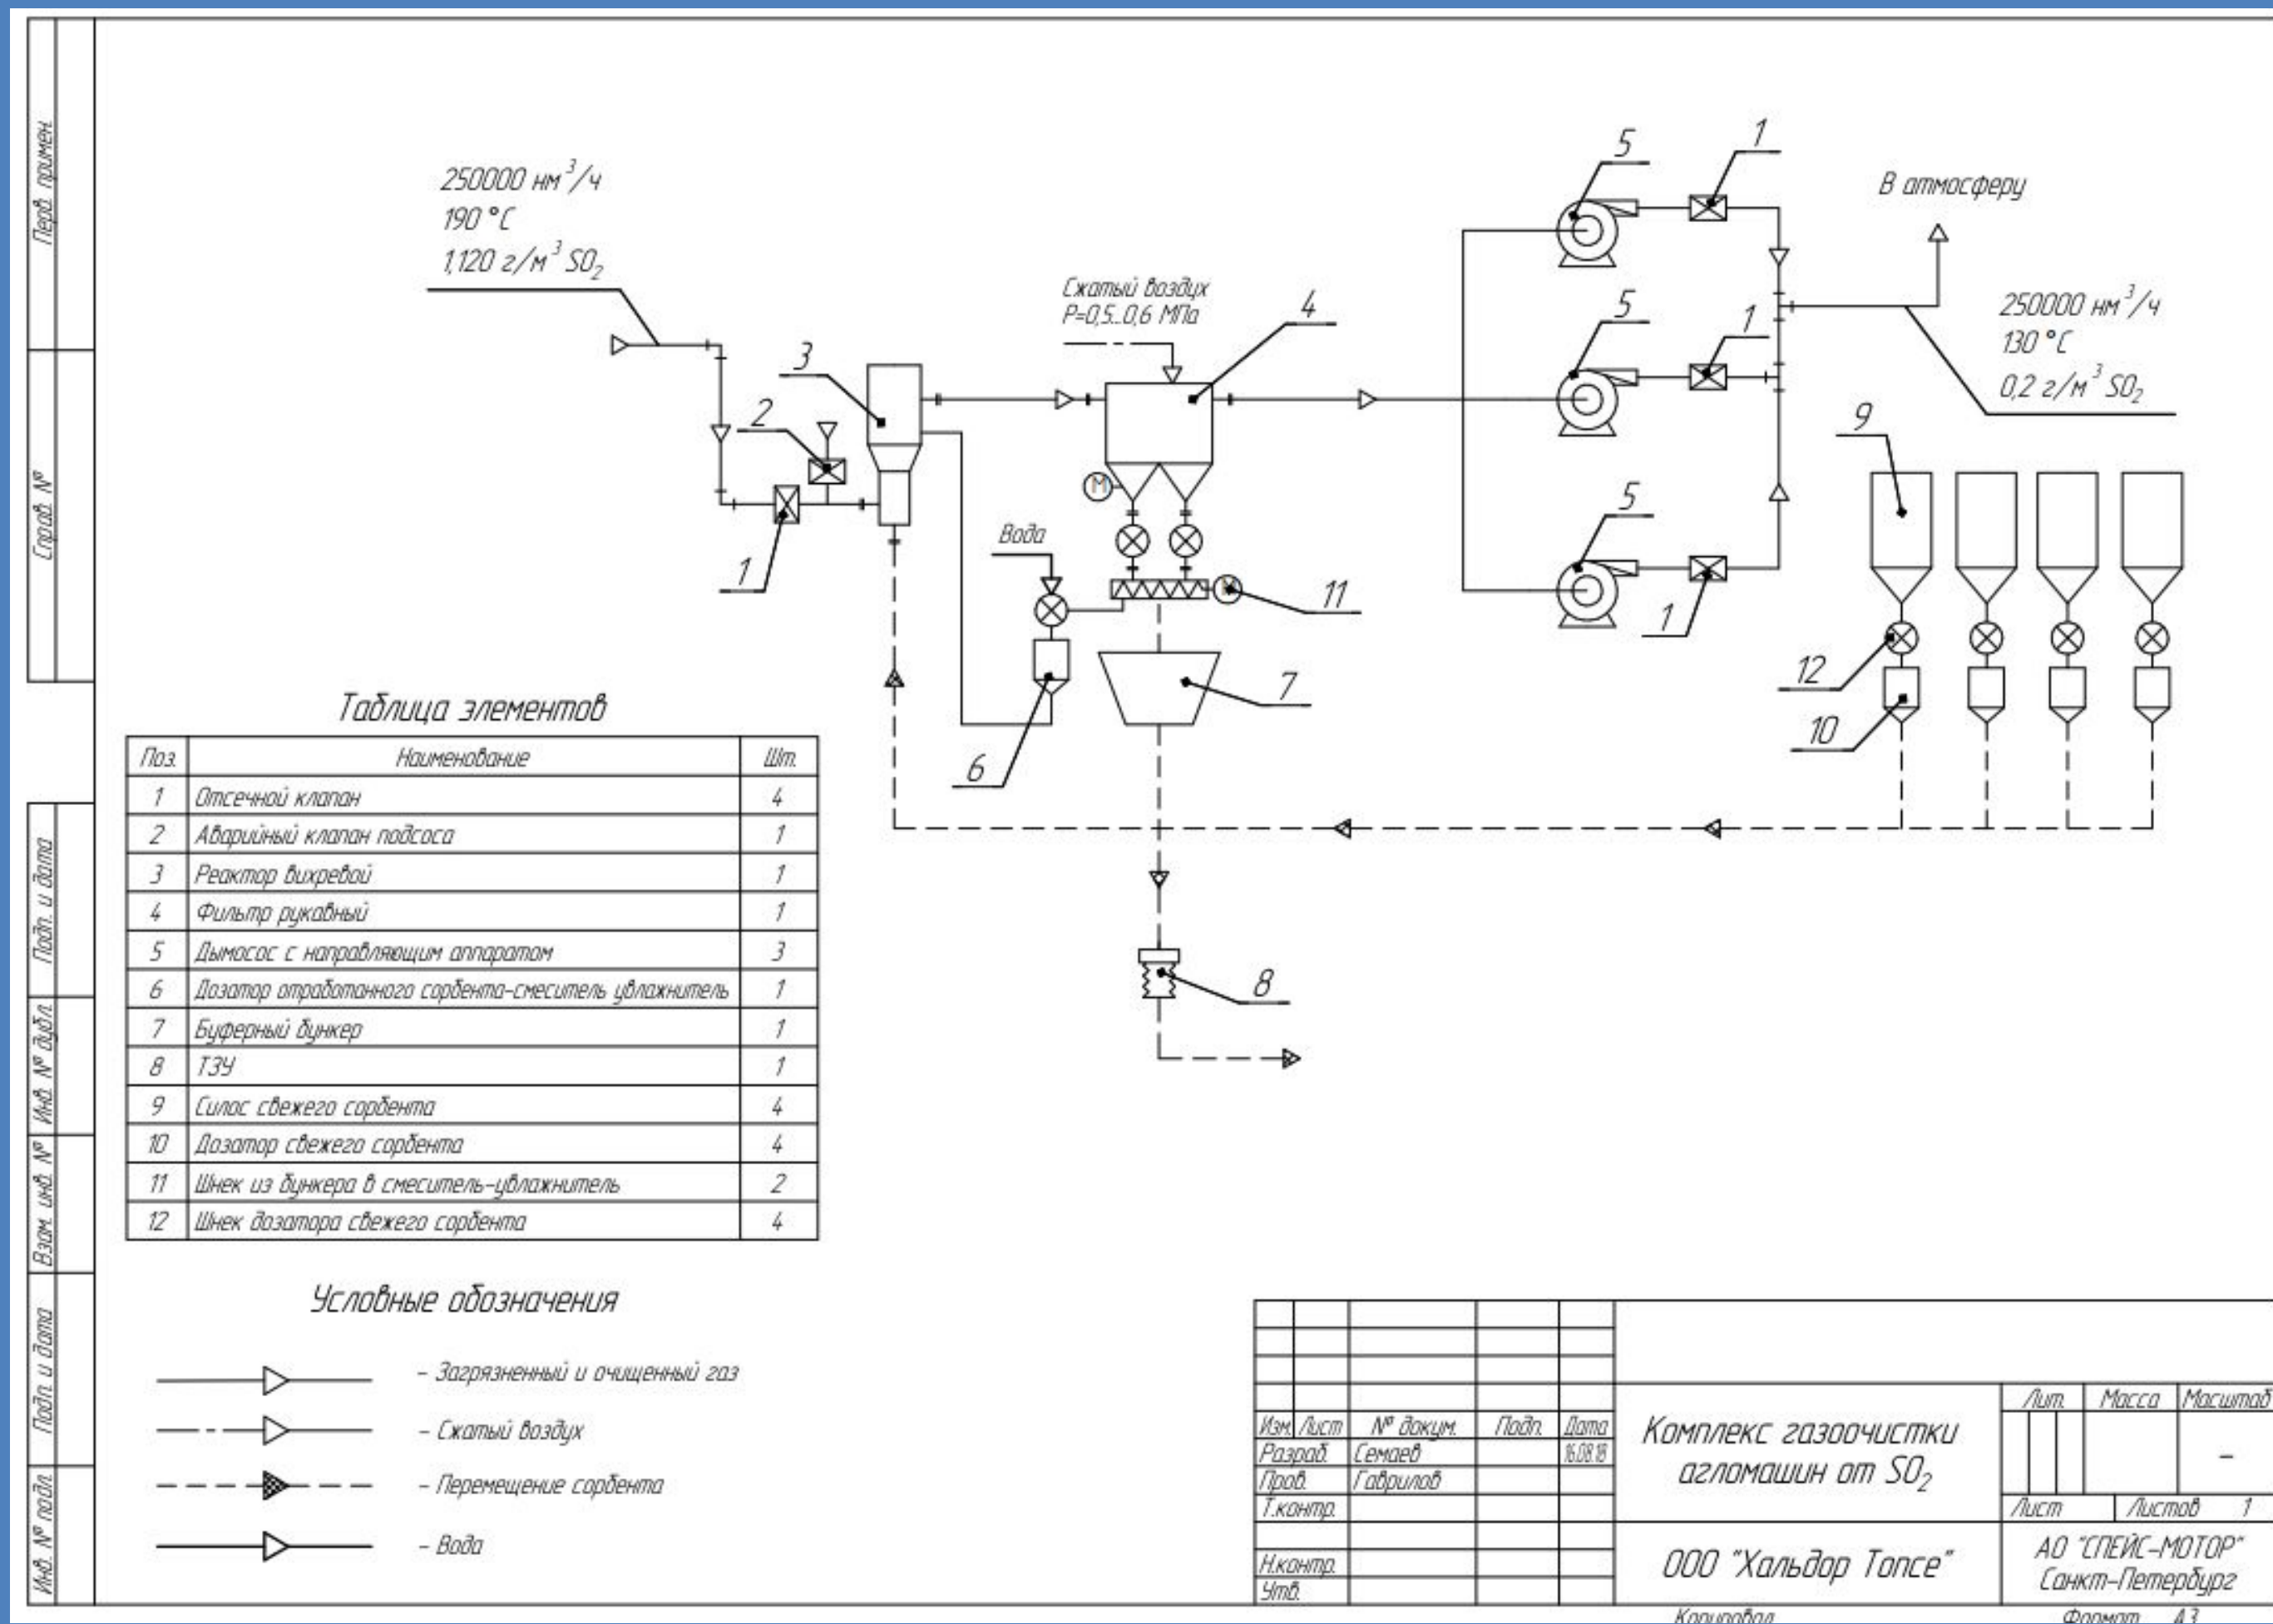 Перв. примен.
Справ. №
Подп. и дата
Инв. № дубл.
Взам. инв. №
Подп. и дата
Инв. № подл.
250000 нм³/ч
190 °С
1,120 г/м³ SO₂
1
2
3
Сжатый воздух
Р=0,5...0,6 МПа
4
М
Вода
М
11
6
7
8
5
1
5
1
5
1
В атмосферу
250000 нм³/ч
130 °С
0,2 г/м³ SO₂
9
12
10
Таблица элементов
Поз. Наименование Шт.
1 Отсечной клапан 4
2 Аварийный клапан подсоса 1
3 Реактор вихревой 1
4 Фильтр рукавный 1
5 Дымосос с направляющим аппаратом 3
6 Дозатор отработанного сорбента-смеситель увлажнитель 1
7 Буферный бункер 1
8 ТЗУ 1
9 Силос свежего сорбента 4
10 Дозатор свежего сорбента 4
11 Шнек из бункера в смеситель-увлажнитель 2
12 Шнек дозатора свежего сорбента 4
Условные обозначения
- Загрязненный и очищенный газ
- Сжатый воздух
- Перемещение сорбента
- Вода
Изм. Лист № докум. Подп. Дата
Разраб. Семаев 16.08.18
Пров. Гаврилов
Т.контр.
Н.контр.
Утв.
Комплекс газоочистки
агломашин от SO₂
ООО "Хальдор Топсе"
Лит. Масса Масштаб
-
Лист Листов 1
АО "СПЕЙС-МОТОР"
Санкт-Петербург
Копировал Формат А3